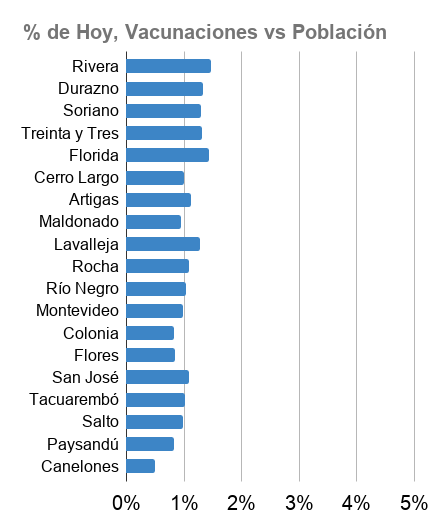 % de Hoy, Vacunaciones vs Población
Rivera
Durazno
Soriano
Treinta y Tres
Florida
Cerro Largo
Artigas
Maldonado
Lavalleja
Rocha
Río Negro
Montevideo
Colonia
Flores
San José
Tacuarembó
Salto
Paysandú
Canelones
0% 1% 2% 3% 4% 5%